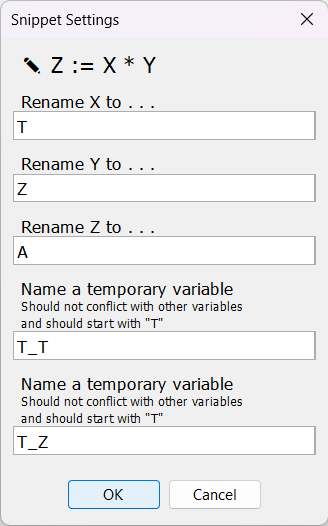 Snippet Settings
Z := X * Y
Rename X to . . .
T
Rename Y to . . .
Z
Rename Z to . . .
A
Name a temporary variable
Should not conflict with other variables
and should start with "T"
T_T
Name a temporary variable
Should not conflict with other variables
and should start with "T"
T_Z
OK Cancel